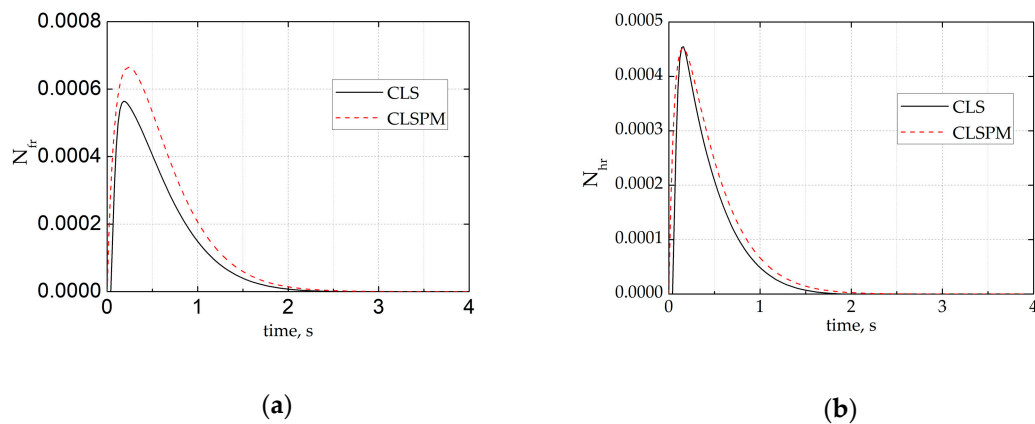 0.0008
0.0006
0.0004
0.0002
0.0000
N_fr
CLS
CLSPM
0 1 2 3 4
time, s
(a)
0.0005
0.0004
0.0003
0.0002
0.0001
0.0000
N_hr
CLS
CLSPM
0 1 2 3 4
time, s
(b)